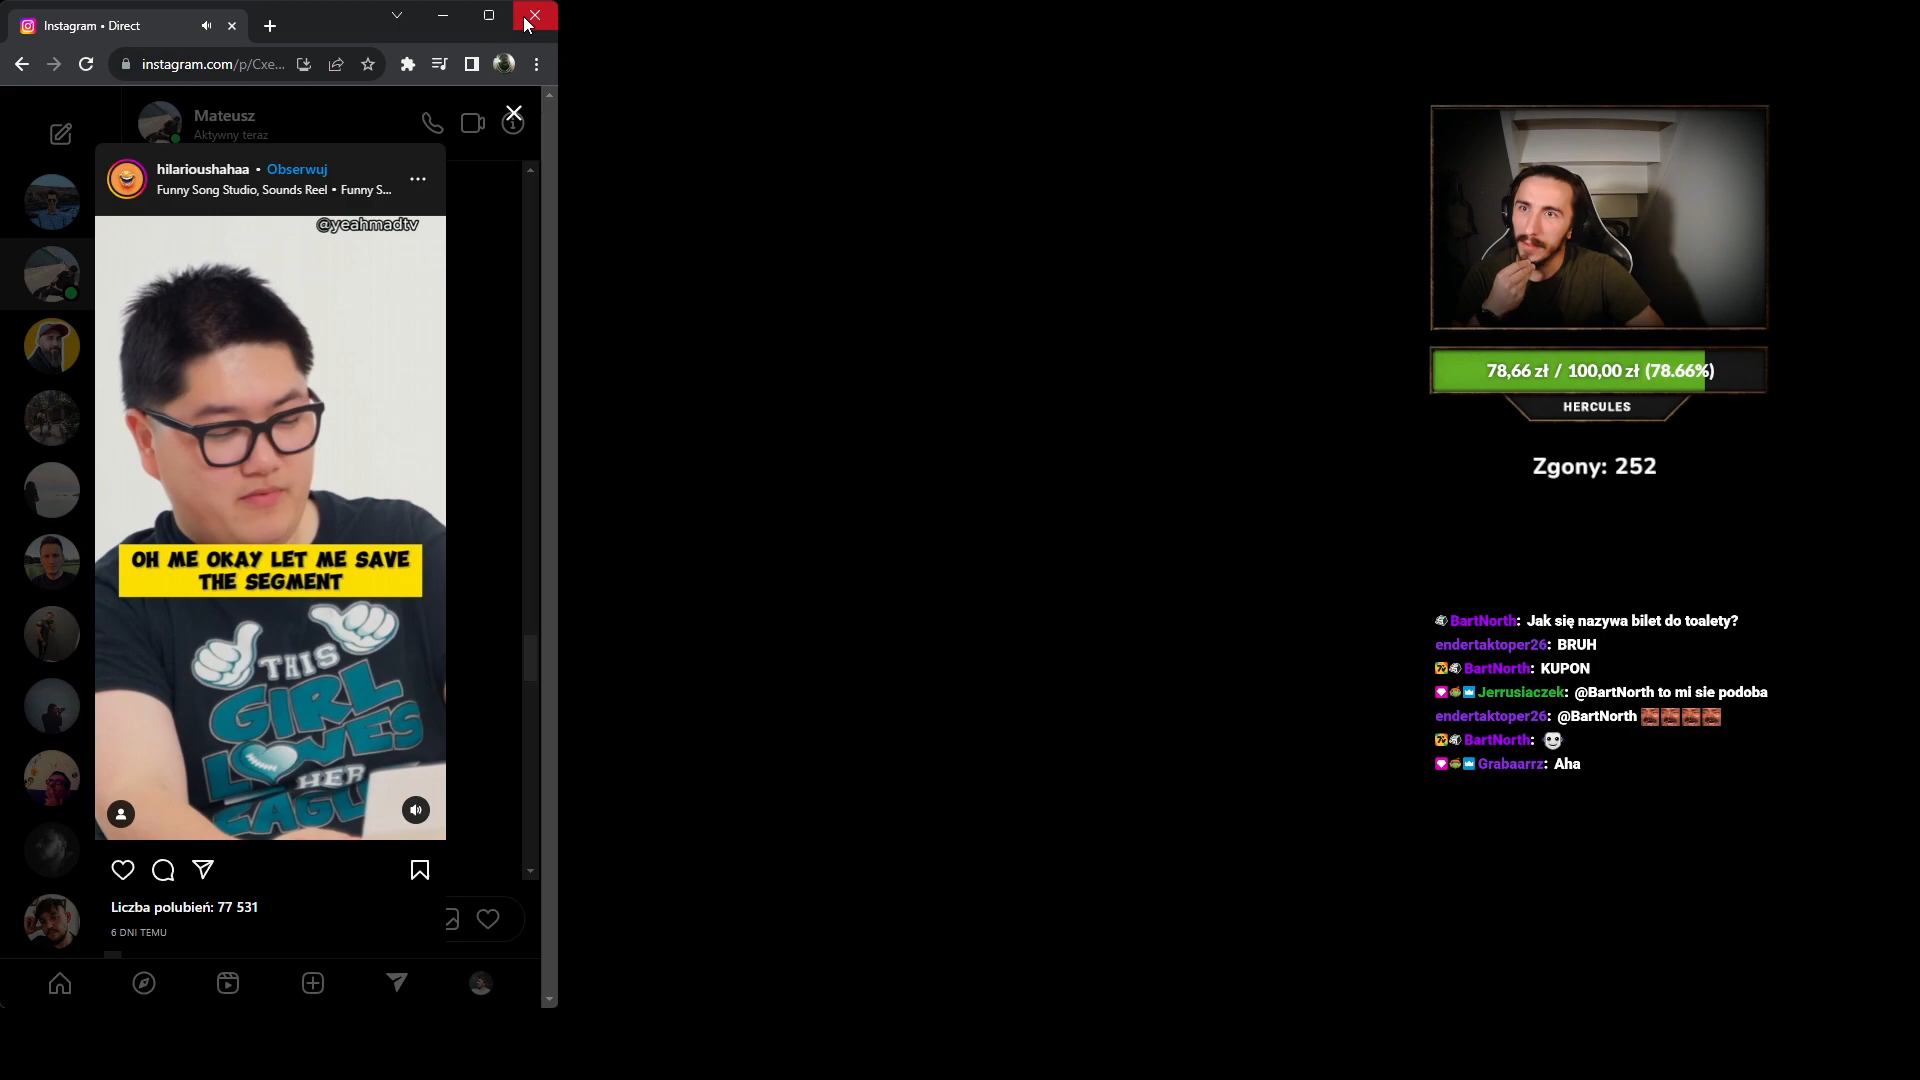 Instagram • Direct
instagram.com/p/Cxe...
Mateusz
Aktywny teraz
hilarioushahaa • Obserwuj
Funny Song Studio, Sounds Reel • Funny S...
@yeahmadtv
OH ME OKAY LET ME SAVE
THE SEGMENT
THIS
GIRL
LOVES
HER
Liczba polubień: 77 531
6 DNI TEMU
78,66 zł / 100,00 zł (78.66%)
HERCULES
Zgony: 252
BartNorth: Jak się nazywa bilet do toalety?
endertaktoper26: BRUH
BartNorth: KUPON
Jerrusiaczek: @BartNorth to mi sie podoba
endertaktoper26: @BartNorth
BartNorth:
Grabaarrz: Aha